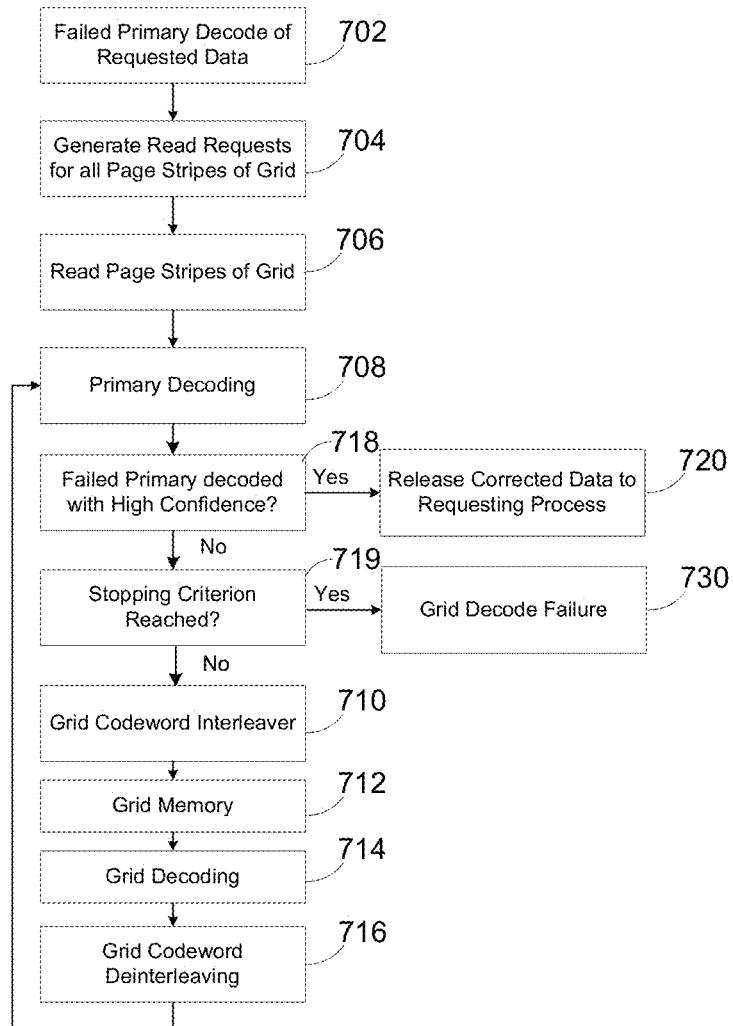 Failed Primary Decode of
Requested Data
702
Generate Read Requests
for all Page Stripes of Grid
704
Read Page Stripes of Grid
706
Primary Decoding
708
Failed Primary decoded
with High Confidence?
718
Yes
Release Corrected Data to
Requesting Process
720
No
Stopping Criterion
Reached?
719
Yes
Grid Decode Failure
730
No
Grid Codeword Interleaver
710
Grid Memory
712
Grid Decoding
714
Grid Codeword
Deinterleaving
716